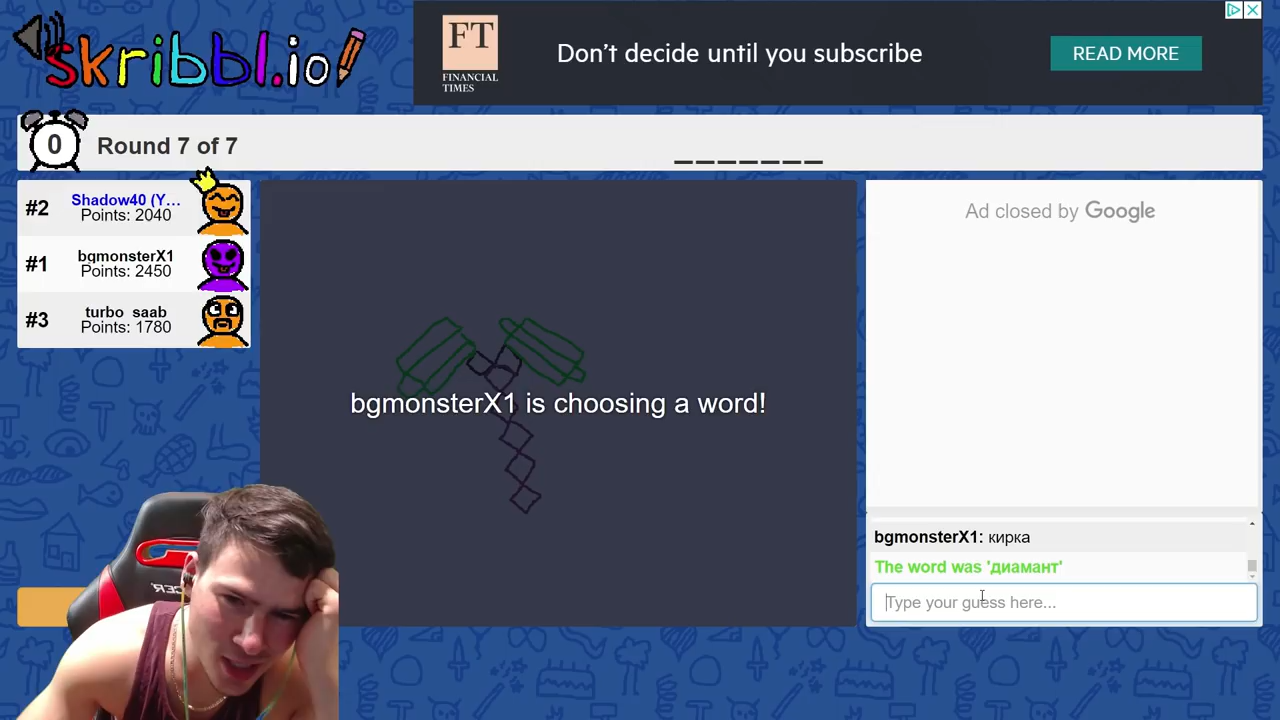 skribbl.io
FT
FINANCIAL
TIMES
Don't decide until you subscribe
READ MORE
0
Round 7 of 7
_______
#2
Shadow40 (Y...
Points: 2040
#1
bgmonsterX1
Points: 2450
#3
turbo saab
Points: 1780
bgmonsterX1 is choosing a word!
Ad closed by Google
bgmonsterX1: кирка
The word was 'диамант'
Type your guess here...